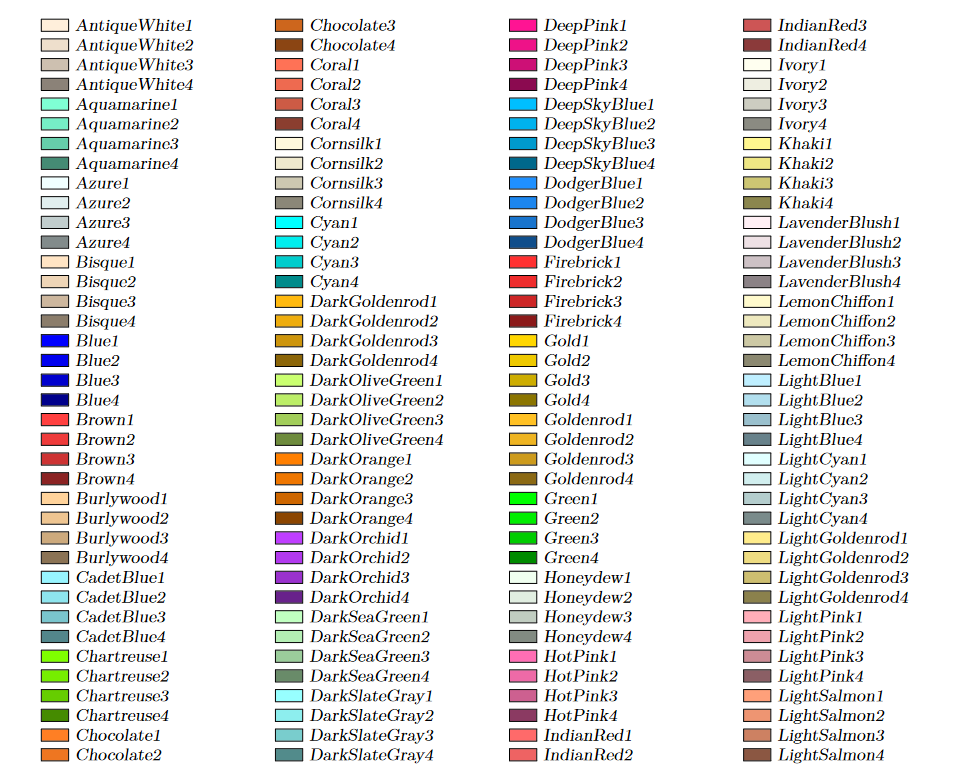 AntiqueWhite1
AntiqueWhite2
AntiqueWhite3
AntiqueWhite4
Aquamarine1
Aquamarine2
Aquamarine3
Aquamarine4
Azure1
Azure2
Azure3
Azure4
Bisque1
Bisque2
Bisque3
Bisque4
Blue1
Blue2
Blue3
Blue4
Brown1
Brown2
Brown3
Brown4
Burlywood1
Burlywood2
Burlywood3
Burlywood4
CadetBlue1
CadetBlue2
CadetBlue3
CadetBlue4
Chartreuse1
Chartreuse2
Chartreuse3
Chartreuse4
Chocolate1
Chocolate2
Chocolate3
Chocolate4
Coral1
Coral2
Coral3
Coral4
Cornsilk1
Cornsilk2
Cornsilk3
Cornsilk4
Cyan1
Cyan2
Cyan3
Cyan4
DarkGoldenrod1
DarkGoldenrod2
DarkGoldenrod3
DarkGoldenrod4
DarkOliveGreen1
DarkOliveGreen2
DarkOliveGreen3
DarkOliveGreen4
DarkOrange1
DarkOrange2
DarkOrange3
DarkOrange4
DarkOrchid1
DarkOrchid2
DarkOrchid3
DarkOrchid4
DarkSeaGreen1
DarkSeaGreen2
DarkSeaGreen3
DarkSeaGreen4
DarkSlateGray1
DarkSlateGray2
DarkSlateGray3
DarkSlateGray4
DeepPink1
DeepPink2
DeepPink3
DeepPink4
DeepSkyBlue1
DeepSkyBlue2
DeepSkyBlue3
DeepSkyBlue4
DodgerBlue1
DodgerBlue2
DodgerBlue3
DodgerBlue4
Firebrick1
Firebrick2
Firebrick3
Firebrick4
Gold1
Gold2
Gold3
Gold4
Goldenrod1
Goldenrod2
Goldenrod3
Goldenrod4
Green1
Green2
Green3
Green4
Honeydew1
Honeydew2
Honeydew3
Honeydew4
HotPink1
HotPink2
HotPink3
HotPink4
IndianRed1
IndianRed2
IndianRed3
IndianRed4
Ivory1
Ivory2
Ivory3
Ivory4
Khaki1
Khaki2
Khaki3
Khaki4
LavenderBlush1
LavenderBlush2
LavenderBlush3
LavenderBlush4
LemonChiffon1
LemonChiffon2
LemonChiffon3
LemonChiffon4
LightBlue1
LightBlue2
LightBlue3
LightBlue4
LightCyan1
LightCyan2
LightCyan3
LightCyan4
LightGoldenrod1
LightGoldenrod2
LightGoldenrod3
LightGoldenrod4
LightPink1
LightPink2
LightPink3
LightPink4
LightSalmon1
LightSalmon2
LightSalmon3
LightSalmon4